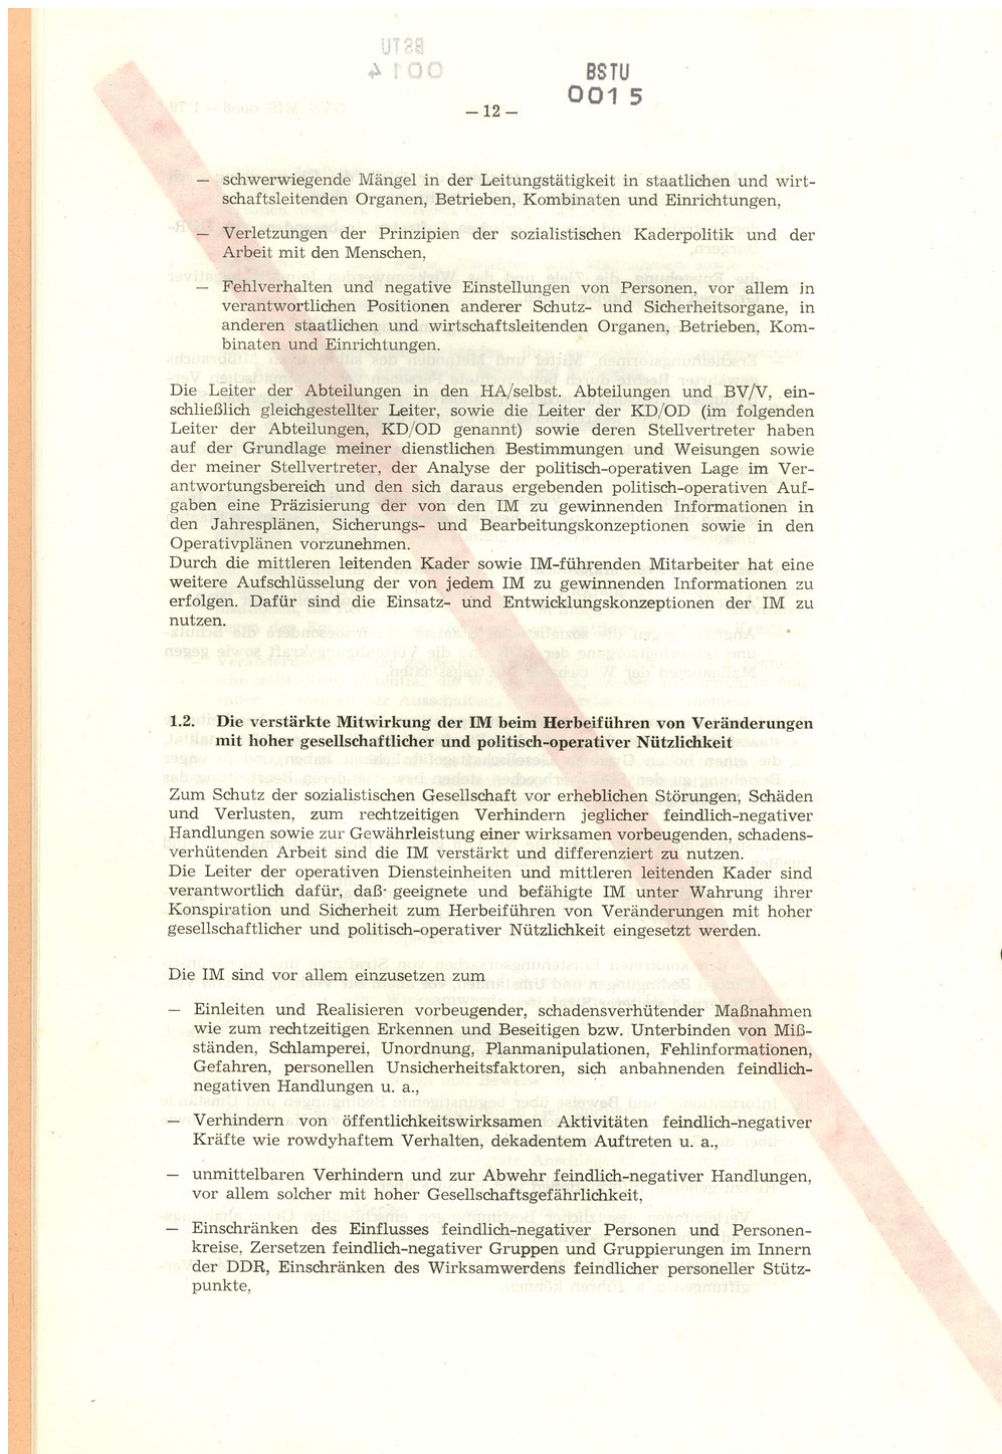 BSTU
0014
BSTU
0015
— 12 —
— schwerwiegende Mängel in der Leitungstätigkeit in staatlichen und wirt-
schaftsleitenden Organen, Betrieben, Kombinaten und Einrichtungen,
— Verletzungen der Prinzipien der sozialistischen Kaderpolitik und der
Arbeit mit den Menschen,
— Fehlverhalten und negative Einstellungen von Personen, vor allem in
verantwortlichen Positionen anderer Schutz- und Sicherheitsorgane, in
anderen staatlichen und wirtschaftsleitenden Organen, Betrieben, Kom-
binaten und Einrichtungen.
Die Leiter der Abteilungen in den HA/selbst. Abteilungen und BV/V, ein-
schließlich gleichgestellter Leiter, sowie die Leiter der KD/OD (im folgenden
Leiter der Abteilungen, KD/OD genannt) sowie deren Stellvertreter haben
auf der Grundlage meiner dienstlichen Bestimmungen und Weisungen sowie
der meiner Stellvertreter, der Analyse der politisch-operativen Lage im Ver-
antwortungsbereich und den sich daraus ergebenden politisch-operativen Auf-
gaben eine Präzisierung der von den IM zu gewinnenden Informationen in
den Jahresplänen, Sicherungs- und Bearbeitungskonzeptionen sowie in den
Operativplänen vorzunehmen.
Durch die mittleren leitenden Kader sowie IM-führenden Mitarbeiter hat eine
weitere Aufschlüsselung der von jedem IM zu gewinnenden Informationen zu
erfolgen. Dafür sind die Einsatz- und Entwicklungskonzeptionen der IM zu
nutzen.
1.2. Die verstärkte Mitwirkung der IM beim Herbeiführen von Veränderungen
mit hoher gesellschaftlicher und politisch-operativer Nützlichkeit
Zum Schutz der sozialistischen Gesellschaft vor erheblichen Störungen, Schäden
und Verlusten, zum rechtzeitigen Verhindern jeglicher feindlich-negativer
Handlungen sowie zur Gewährleistung einer wirksamen vorbeugenden, schadens-
verhütenden Arbeit sind die IM verstärkt und differenziert zu nutzen.
Die Leiter der operativen Diensteinheiten und mittleren leitenden Kader sind
verantwortlich dafür, daß geeignete und befähigte IM unter Wahrung ihrer
Konspiration und Sicherheit zum Herbeiführen von Veränderungen mit hoher
gesellschaftlicher und politisch-operativer Nützlichkeit eingesetzt werden.
Die IM sind vor allem einzusetzen zum
— Einleiten und Realisieren vorbeugender, schadensverhütender Maßnahmen
wie zum rechtzeitigen Erkennen und Beseitigen bzw. Unterbinden von Miß-
ständen, Schlamperei, Unordnung, Planmanipulationen, Fehlinformationen,
Gefahren, personellen Unsicherheitsfaktoren, sich anbahnenden feindlich-
negativen Handlungen u. a.,
— Verhindern von öffentlichkeitswirksamen Aktivitäten feindlich-negativer
Kräfte wie rowdyhaftem Verhalten, dekadentem Auftreten u. a.,
— unmittelbaren Verhindern und zur Abwehr feindlich-negativer Handlungen,
vor allem solcher mit hoher Gesellschaftsgefährlichkeit,
— Einschränken des Einflusses feindlich-negativer Personen und Personen-
kreise, Zersetzen feindlich-negativer Gruppen und Gruppierungen im Innern
der DDR, Einschränken des Wirksamwerdens feindlicher personeller Stütz-
punkte,